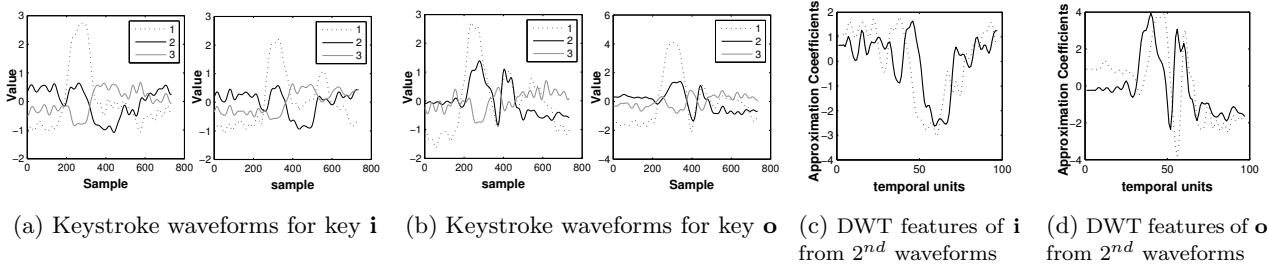 3
2
1
0
-1
-2
0 200 400 600 800
Value
Sample
1
2
3
3
2
1
0
-1
-2
0 200 400 600 800
sample
1
2
3
3
2
1
0
-1
-2
0 200 400 600 800
Value
sample
1
2
3
6
4
2
0
-2
-4
0 200 400 600 800
Value
Sample
1
2
3
2
1
0
-1
-2
-3
-4
0 50 100
Approximation Coeefficients
temporal units
4
2
0
-2
-4
0 50 100
Approximation Coefficients
temporal units
(a) Keystroke waveforms for key i
(b) Keystroke waveforms for key o
(c) DWT features of i
from 2nd waveforms
(d) DWT features of o
from 2nd waveforms